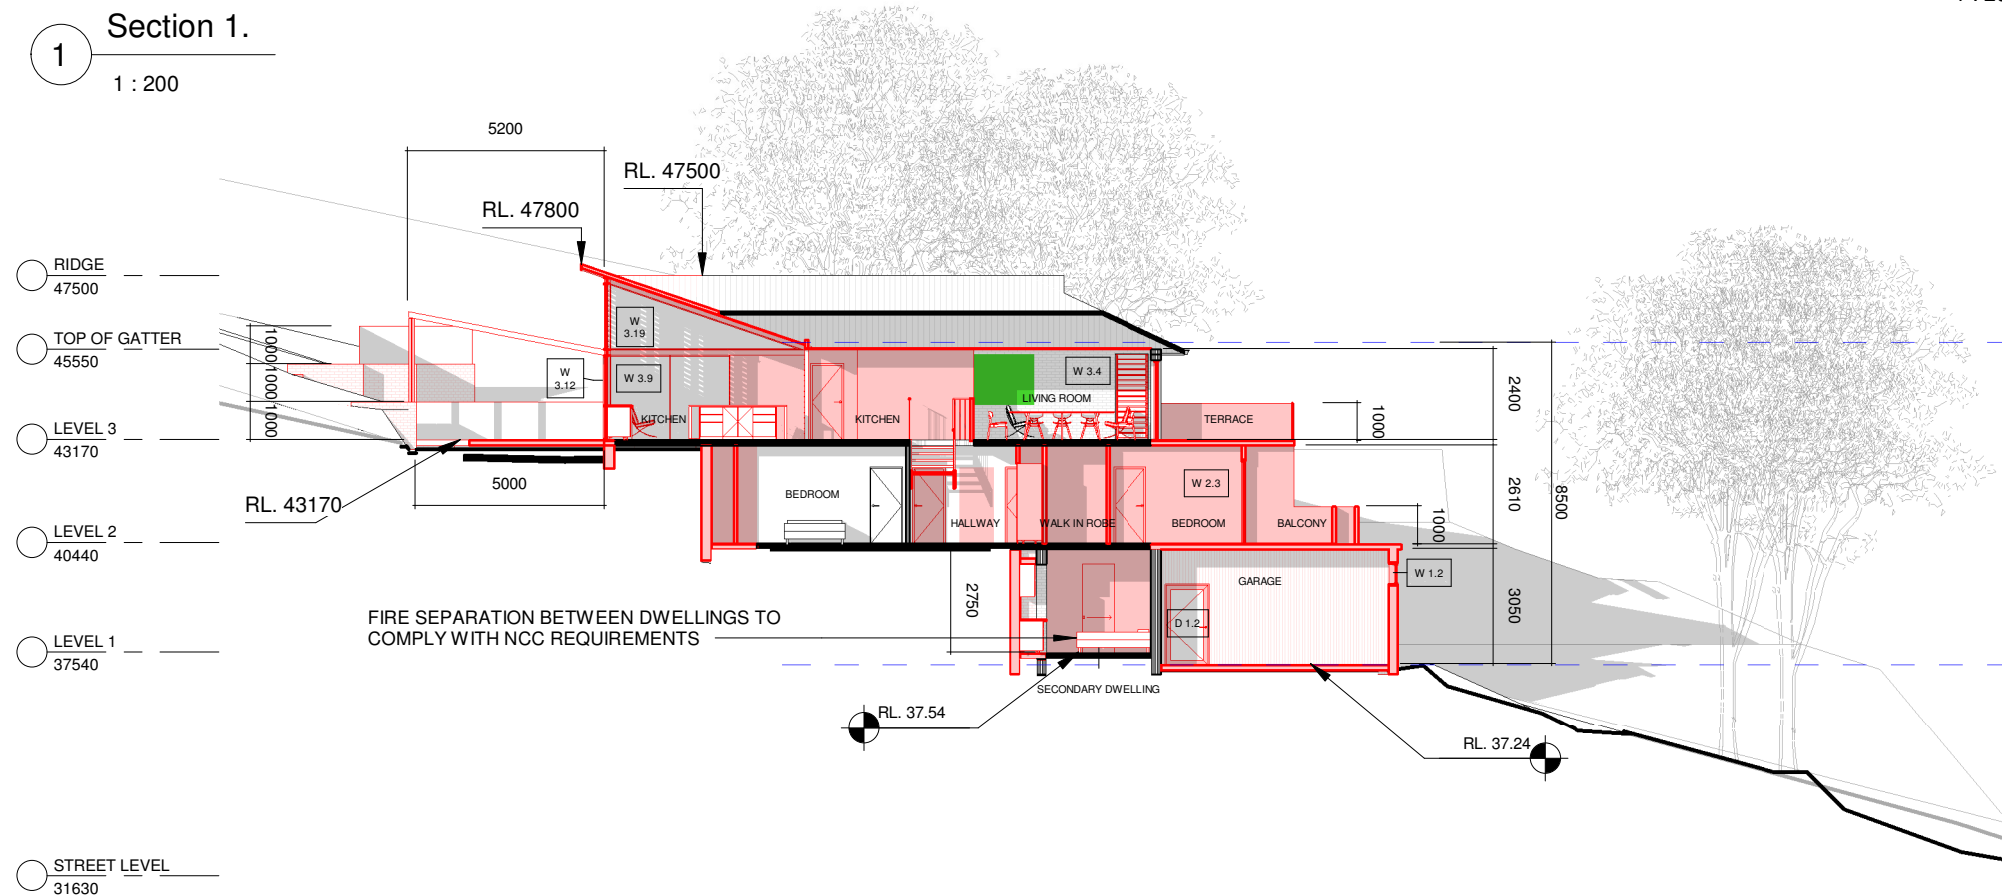 1
Section 1.
1 : 200
5200
RL. 47500
RL. 47800
RIDGE
47500
TOP OF GATTER
45550
LEVEL 3
43170
LEVEL 2
40440
LEVEL 1
37540
STREET LEVEL
31630
1000
1000
1000
W
3.19
W
3.12
W 3.9
W 3.4
KITCHEN
KITCHEN
LIVING ROOM
TERRACE
1000
2400
5000
RL. 43170
BEDROOM
HALLWAY
WALK IN ROBE
W 2.3
BEDROOM
BALCONY
1000
2610
8500
FIRE SEPARATION BETWEEN DWELLINGS TO
COMPLY WITH NCC REQUIREMENTS
2750
GARAGE
D 1.2
W 1.2
3050
SECONDARY DWELLING
RL. 37.54
RL. 37.24